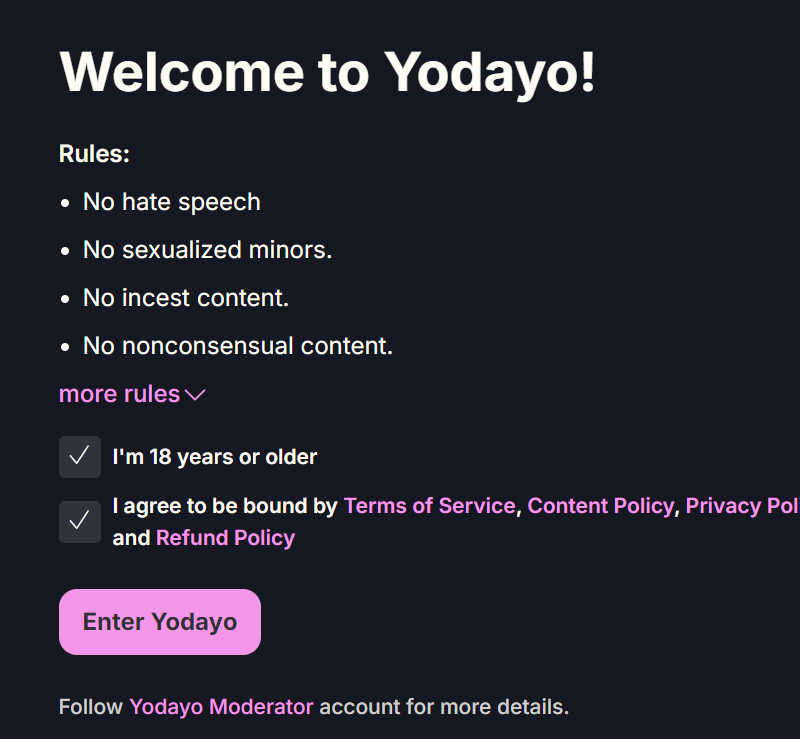 Welcome to Yodayo!
Rules:
No hate speech
No sexualized minors.
No incest content.
No nonconsensual content.
more rules
I'm 18 years or older
I agree to be bound by Terms of Service, Content Policy, Privacy Pol
and Refund Policy
Enter Yodayo
Follow Yodayo Moderator account for more details.